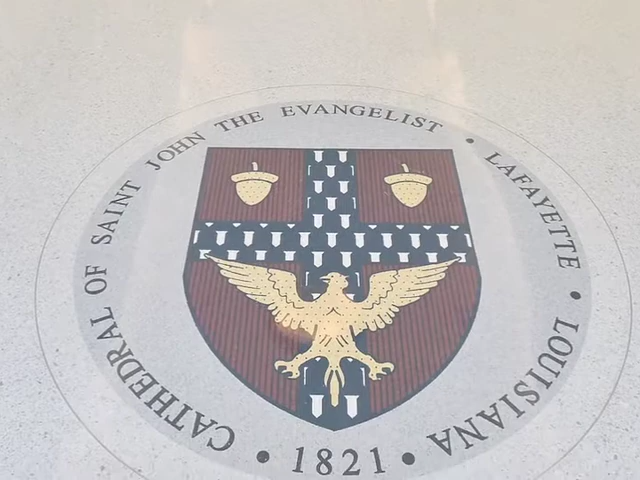 CATHEDRAL OF SAINT JOHN THE EVANGELIST • LAFAYETTE • LOUISIANA • 1821 •